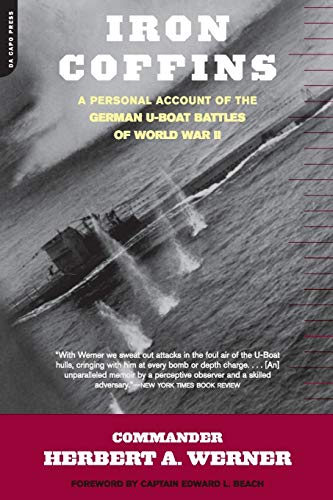 DA CAPO PRESS
IRON
COFFINS
A PERSONAL ACCOUNT OF THE
GERMAN U-BOAT BATTLES
OF WORLD WAR II
"With Werner we sweat out attacks in the foul air of the U-Boat
hulls, cringing with him at every bomb or depth charge. . . . [An]
unparalleled memoir by a perceptive observer and a skilled
adversary."—NEW YORK TIMES BOOK REVIEW
COMMANDER
HERBERT A. WERNER
FOREWORD BY CAPTAIN EDWARD L. BEACH